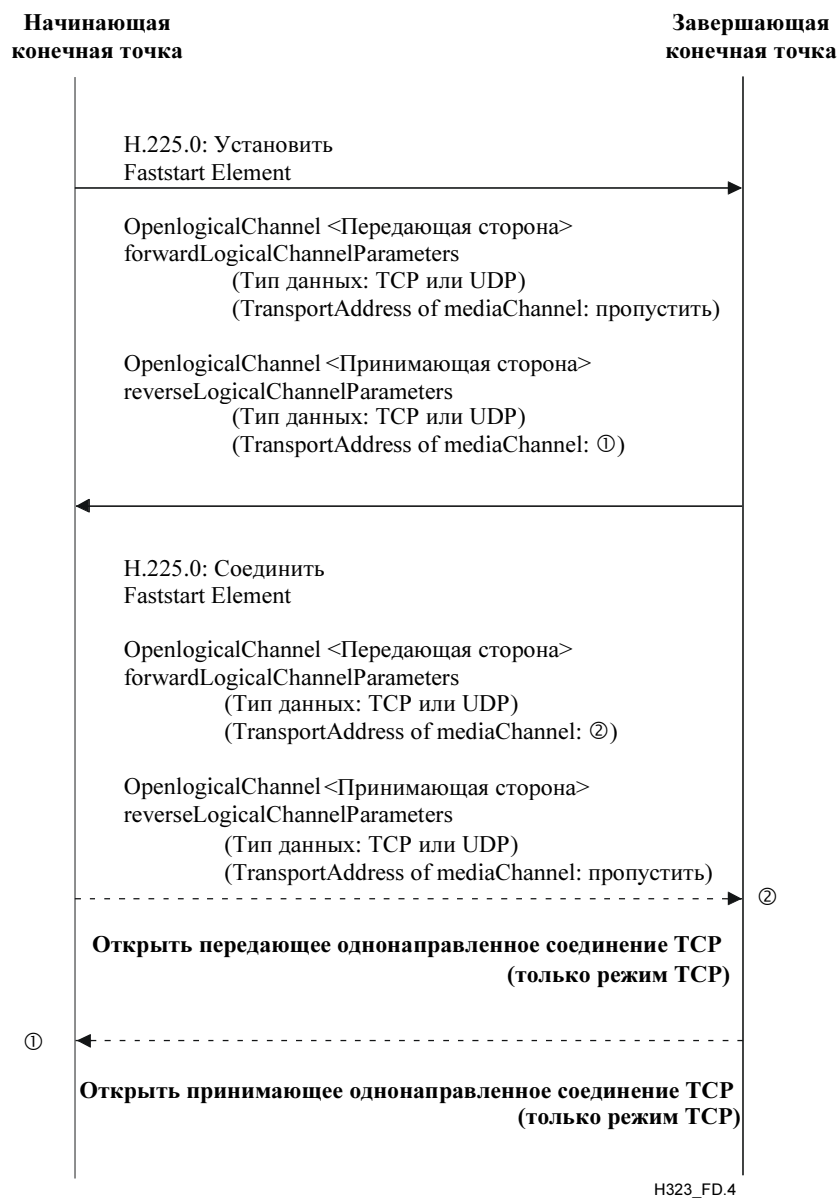 Начинающая
конечная точка
Завершающая
конечная точка
H.225.0: Установить
Faststart Element
OpenlogicalChannel <Передающая сторона>
forwardLogicalChannelParameters
(Тип данных: TCP или UDP)
(TransportAddress of mediaChannel: пропустить)
OpenlogicalChannel <Принимающая сторона>
reverseLogicalChannelParameters
(Тип данных: TCP или UDP)
(TransportAddress of mediaChannel: ①)
H.225.0: Соединить
Faststart Element
OpenlogicalChannel <Передающая сторона>
forwardLogicalChannelParameters
(Тип данных: TCP или UDP)
(TransportAddress of mediaChannel: ②)
OpenlogicalChannel <Принимающая сторона>
reverseLogicalChannelParameters
(Тип данных: TCP или UDP)
(TransportAddress of mediaChannel: пропустить)
②
Открыть передающее однонаправленное соединение TCP
(только режим TCP)
①
Открыть принимающее однонаправленное соединение TCP
(только режим TCP)
H323_FD.4